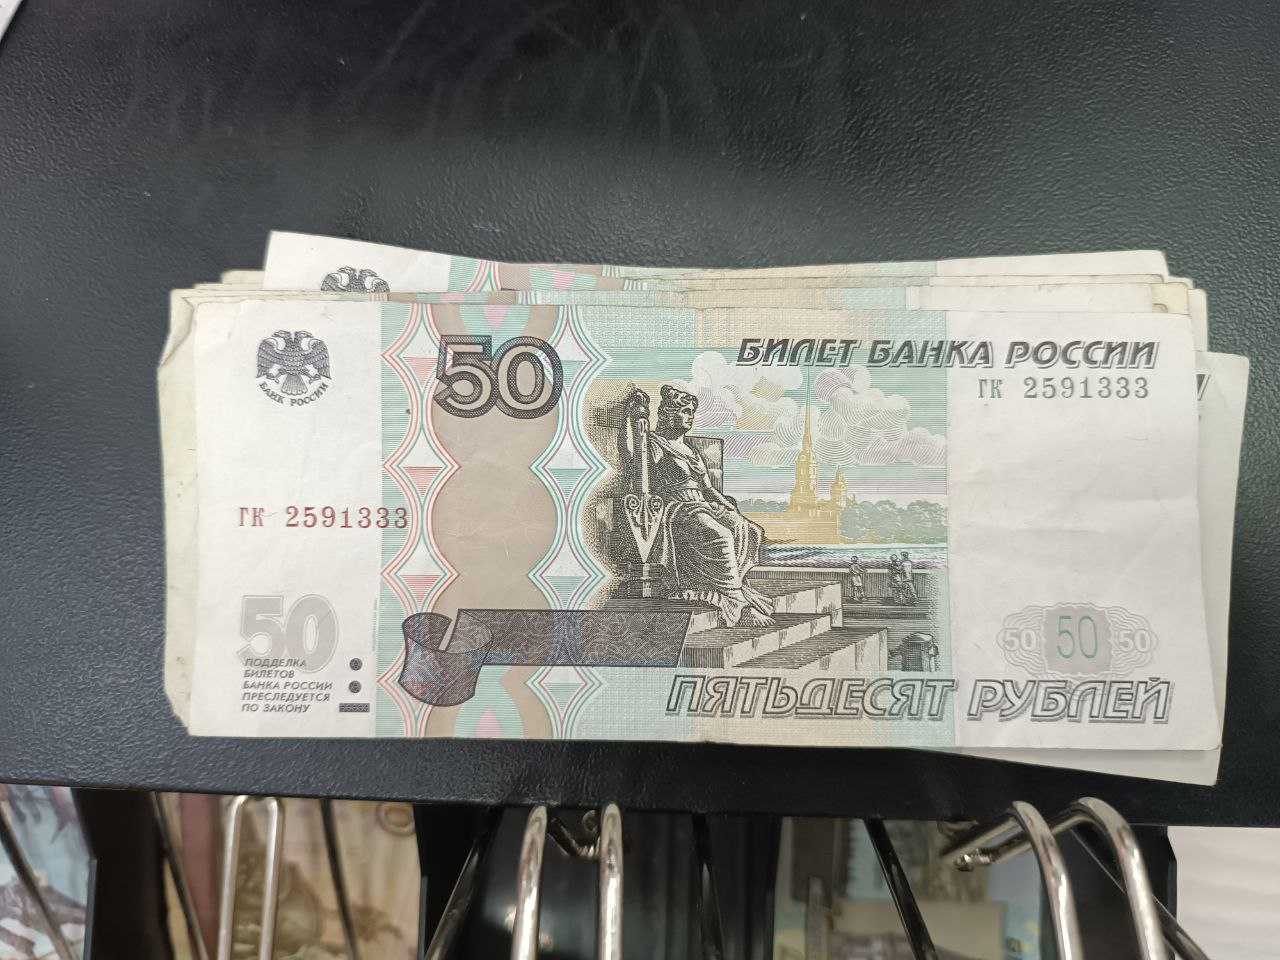 БИЛЕТ БАНКА РОССИИ
50
БАНК РОССИИ
ГК 2591333
ГК 2591333
50
ПОДДЕЛКА
БИЛЕТОВ
БАНКА РОССИИ
ПРЕСЛЕДУЕТСЯ
ПО ЗАКОНУ
50 50 50
ПЯТЬДЕСЯТ РУБЛЕЙ